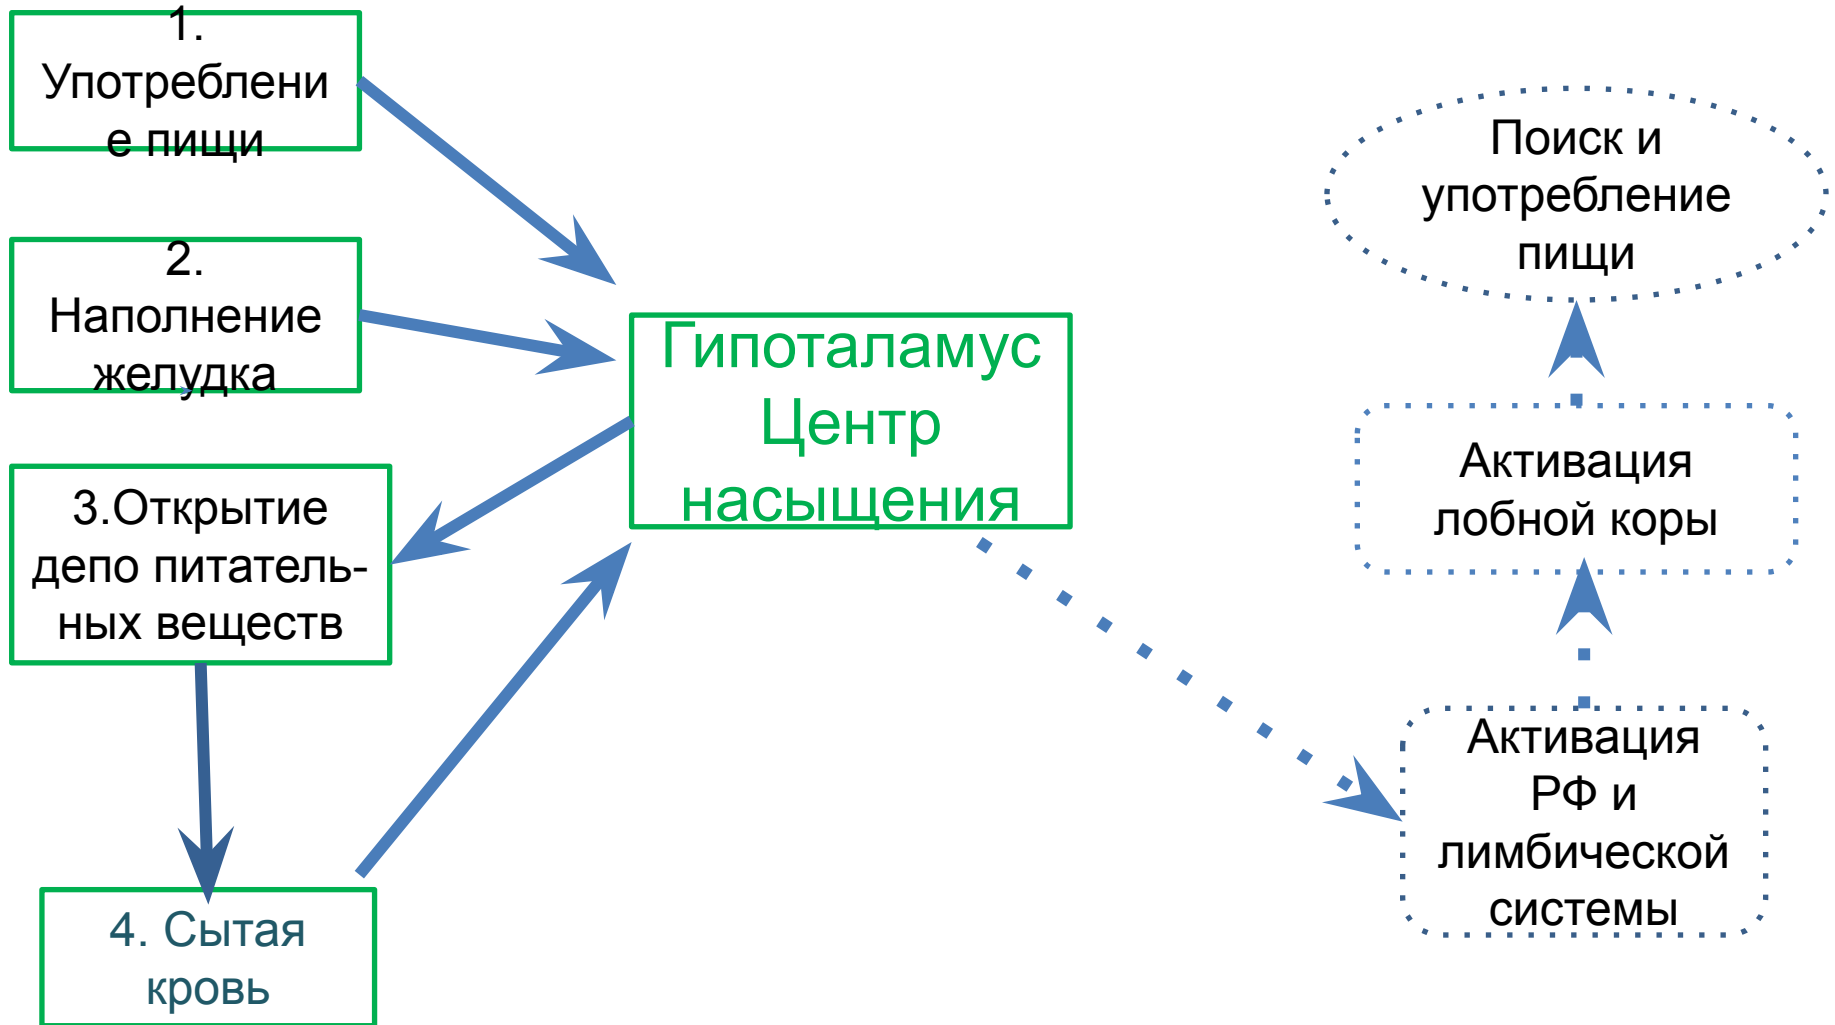 1.
Употреблени
е пищи
2.
Наполнение
желудка
3.Открытие
депо питатель-
ных веществ
4. Сытая
кровь
Гипоталамус
Центр
насыщения
Поиск и
употребление
пищи
Активация
лобной коры
Активация
РФ и
лимбической
системы